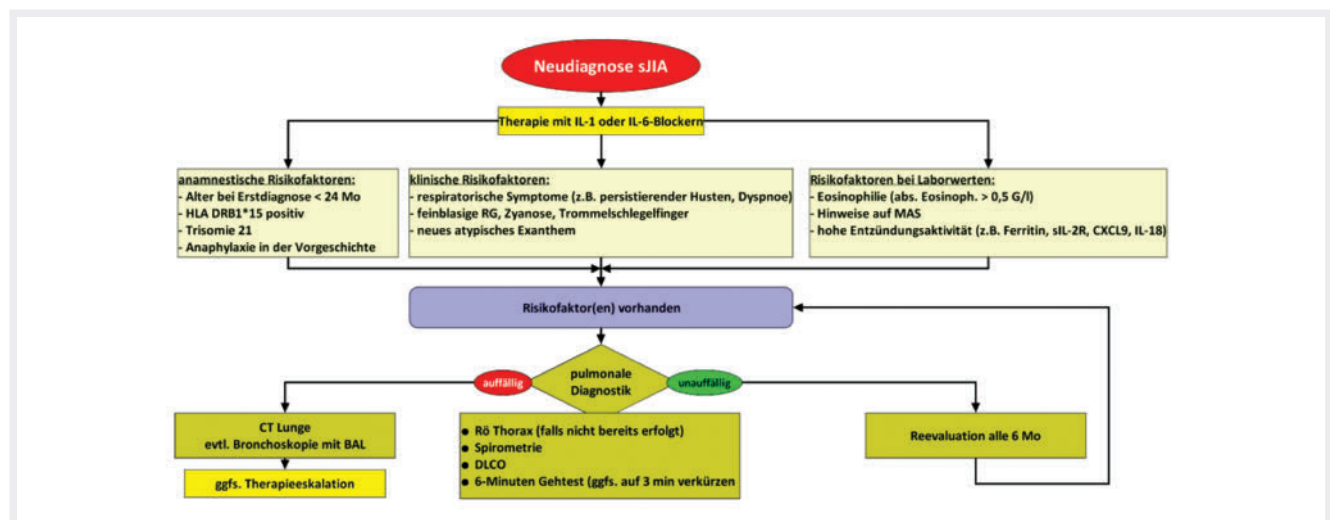 Neudiagnose sJIA
Therapie mit IL-1 oder IL-6-Blockern
anamnestische Risikofaktoren:
- Alter bei Erstdiagnose < 24 Mo
- HLA DRB1*15 positiv
- Trisomie 21
- Anaphylaxie in der Vorgeschichte
klinische Risikofaktoren:
- respiratorische Symptome (z.B. persistierender Husten, Dyspnoe)
- feinblasige RG, Zyanose, Trommelschlegelfinger
- neues atypisches Exanthem
Risikofaktoren bei Laborwerten:
- Eosinophilie (abs. Eosinoph. > 0,5 G/l)
- Hinweise auf MAS
- hohe Entzündungsaktivität (z.B. Ferritin, sIL-2R, CXCL9, IL-18)
Risikofaktor(en) vorhanden
auffällig
pulmonale
Diagnostik
unauffällig
CT Lunge
evtl. Bronchoskopie mit BAL
ggfs. Therapieeskalation
● Rö Thorax (falls nicht bereits erfolgt)
● Spirometrie
● DLCO
● 6-Minuten Gehtest (ggfs. auf 3 min verkürzen
Reevaluation alle 6 Mo